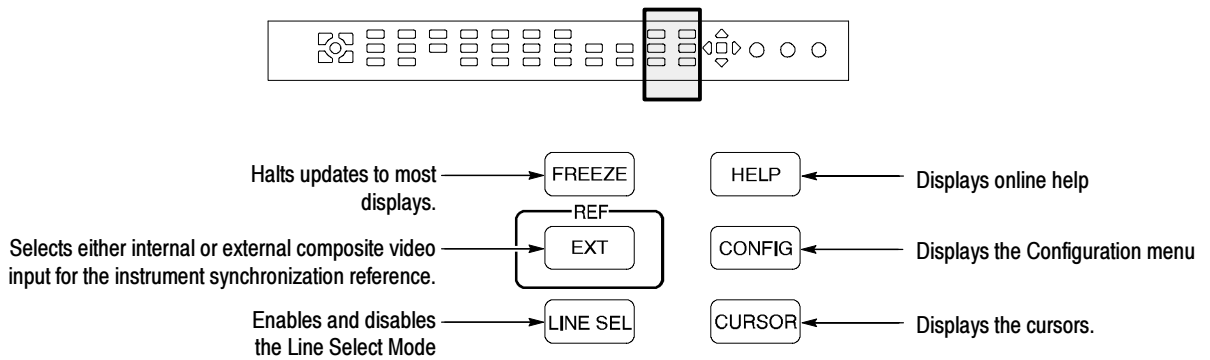 Halts updates to most
displays.
FREEZE
HELP
Displays online help
REF
Selects either internal or external composite video
input for the instrument synchronization reference.
EXT
CONFIG
Displays the Configuration menu
Enables and disables
the Line Select Mode
LINE SEL
CURSOR
Displays the cursors.